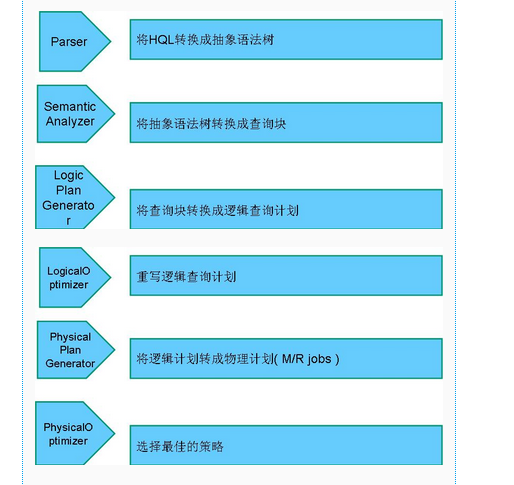 Parser
将HQL转换成抽象语法树
Semantic
Analyzer
将抽象语法树转换成查询块
Logic
Plan
Generato
r
将查询块转换成逻辑查询计划
LogicalO
ptimizer
重写逻辑查询计划
Physical
Plan
Generator
将逻辑计划转成物理计划( M/R jobs )
PhysicalO
ptimizer
选择最佳的策略